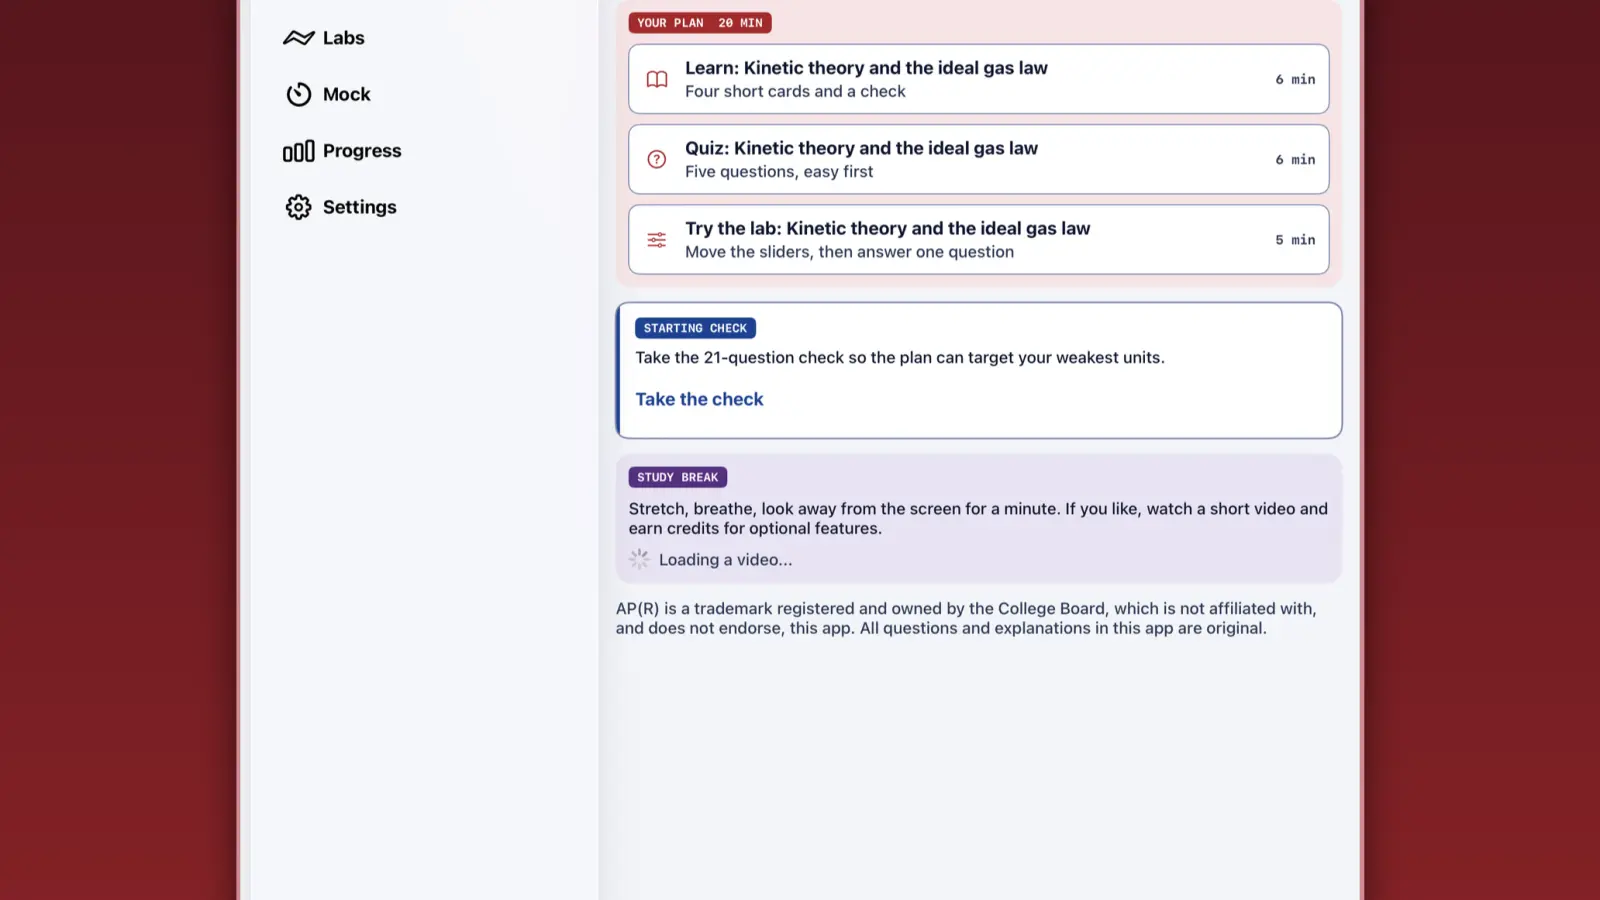 Labs
Mock
Progress
Settings
YOUR PLAN 20 MIN
Learn: Kinetic theory and the ideal gas law
Four short cards and a check
6 min
Quiz: Kinetic theory and the ideal gas law
Five questions, easy first
6 min
Try the lab: Kinetic theory and the ideal gas law
Move the sliders, then answer one question
5 min
STARTING CHECK
Take the 21-question check so the plan can target your weakest units.
Take the check
STUDY BREAK
Stretch, breathe, look away from the screen for a minute. If you like, watch a short video and
earn credits for optional features.
Loading a video...
AP(R) is a trademark registered and owned by the College Board, which is not affiliated with,
and does not endorse, this app. All questions and explanations in this app are original.